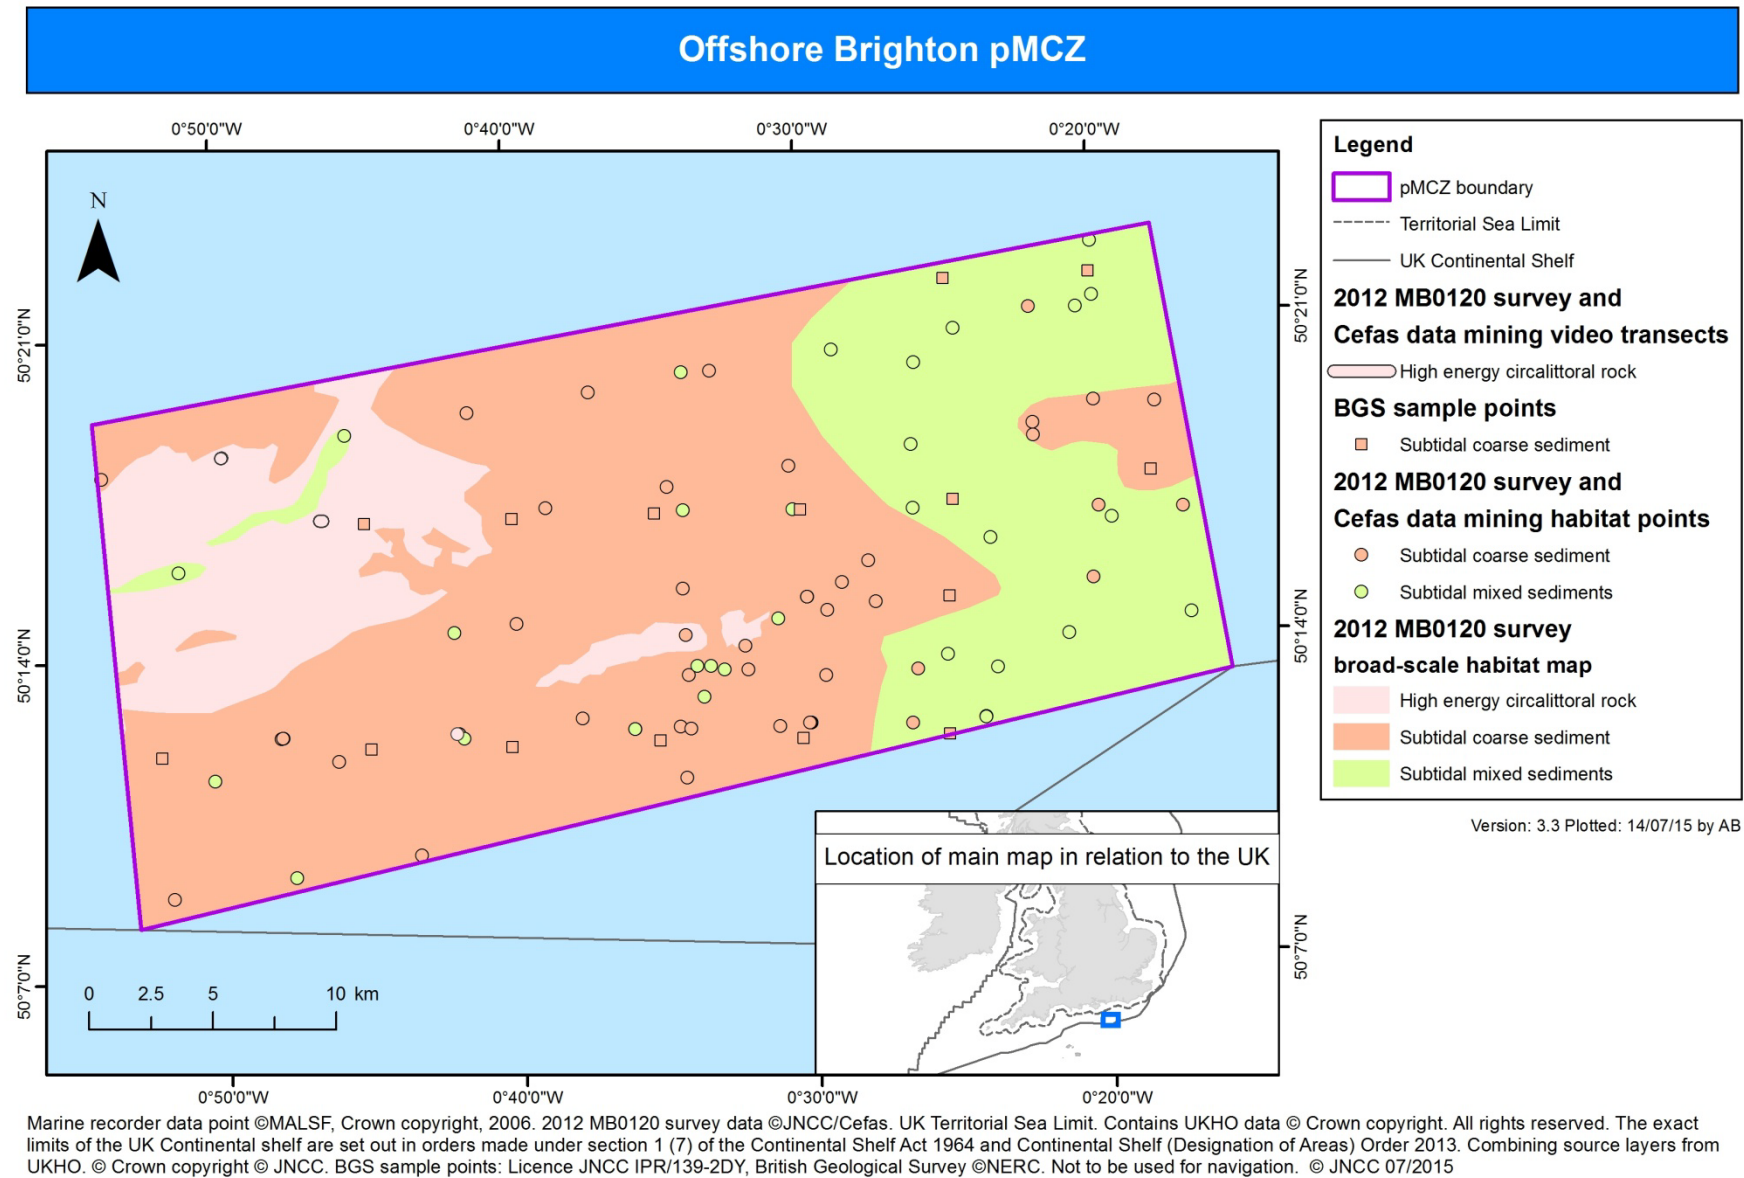 Offshore Brighton pMCZ
0°50'0"W
0°40'0"W
0°30'0"W
0°20'0"W
N
50°21'0"N
50°14'0"N
50°7'0"N
50°21'0"N
50°14'0"N
50°7'0"N
0 2.5 5 10 km
0°50'0"W
0°40'0"W
0°30'0"W
0°20'0"W
Location of main map in relation to the UK
Legend
pMCZ boundary
Territorial Sea Limit
UK Continental Shelf
2012 MB0120 survey and
Cefas data mining video transects
High energy circalittoral rock
BGS sample points
Subtidal coarse sediment
2012 MB0120 survey and
Cefas data mining habitat points
Subtidal coarse sediment
Subtidal mixed sediments
2012 MB0120 survey
broad-scale habitat map
High energy circalittoral rock
Subtidal coarse sediment
Subtidal mixed sediments
Version: 3.3 Plotted: 14/07/15 by AB
Marine recorder data point ©MALSF, Crown copyright, 2006. 2012 MB0120 survey data ©JNCC/Cefas. UK Territorial Sea Limit. Contains UKHO data © Crown copyright. All rights reserved. The exact
limits of the UK Continental shelf are set out in orders made under section 1 (7) of the Continental Shelf Act 1964 and Continental Shelf (Designation of Areas) Order 2013. Combining source layers from
UKHO. © Crown copyright © JNCC. BGS sample points: Licence JNCC IPR/139-2DY, British Geological Survey ©NERC. Not to be used for navigation. © JNCC 07/2015